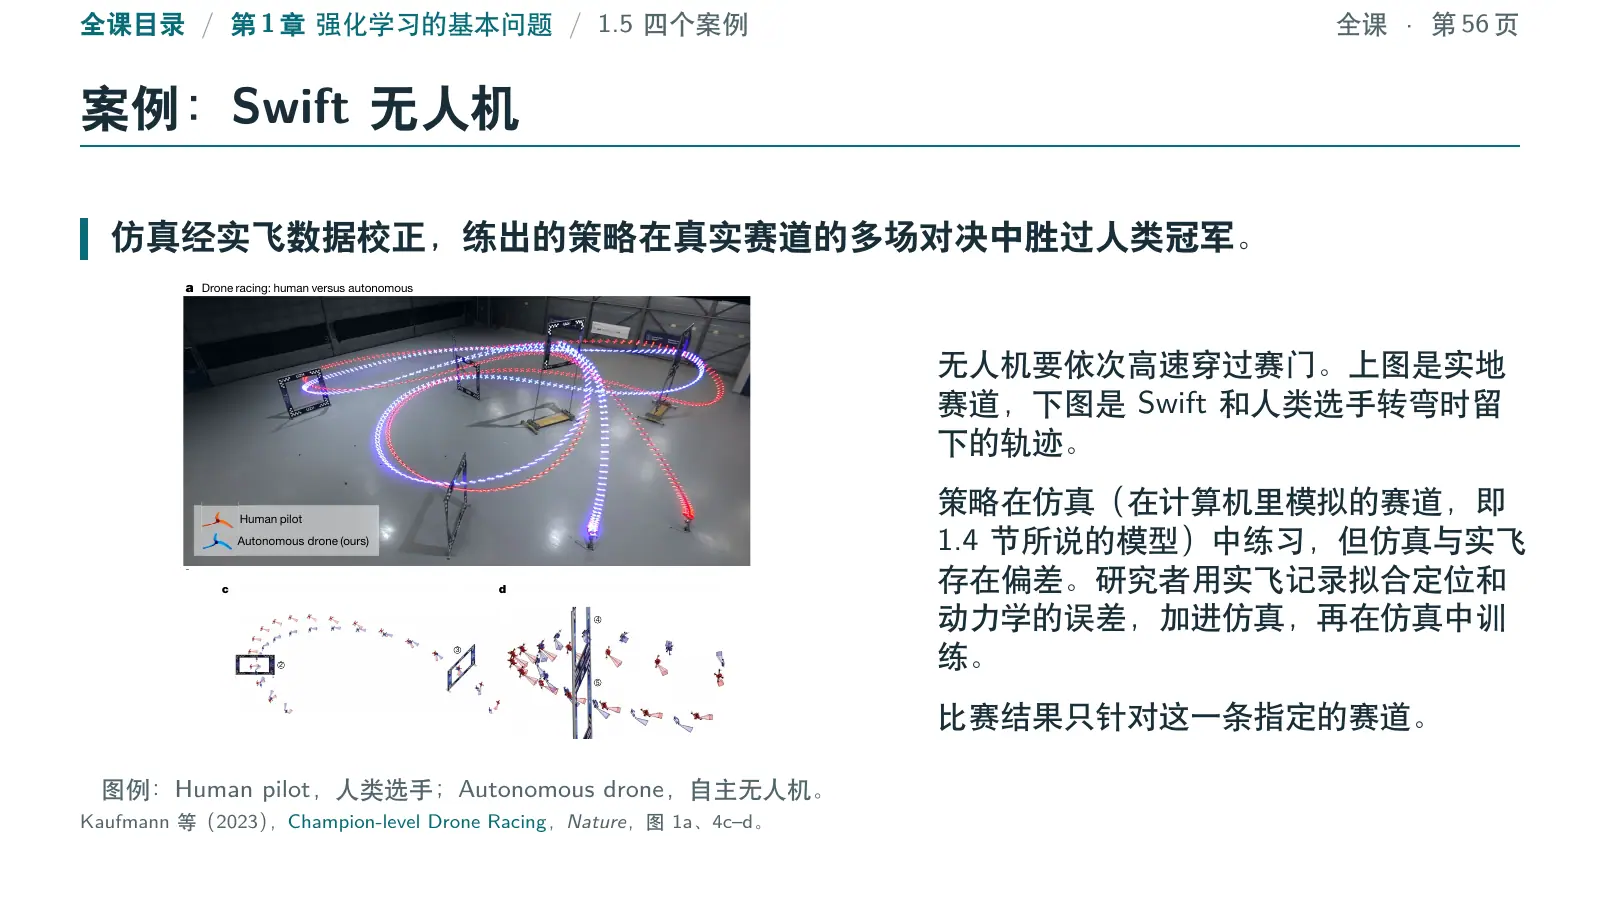 全课目录 / 第 1 章 强化学习的基本问题 / 1.5 四个案例
全课 · 第 56 页
案例：Swift 无人机
仿真经实飞数据校正，练出的策略在真实赛道的多场对决中胜过人类冠军。
a Drone racing: human versus autonomous
Human pilot
Autonomous drone (ours)
c
d
②
③
④
⑤
图例：Human pilot，人类选手；Autonomous drone，自主无人机。
Kaufmann 等（2023），Champion-level Drone Racing，Nature，图 1a、4c–d。
无人机要依次高速穿过赛门。上图是实地
赛道，下图是 Swift 和人类选手转弯时留
下的轨迹。
策略在仿真（在计算机里模拟的赛道，即
1.4 节所说的模型）中练习，但仿真与实飞
存在偏差。研究者用实飞记录拟合定位和
动力学的误差，加进仿真，再在仿真中训
练。
比赛结果只针对这一条指定的赛道。